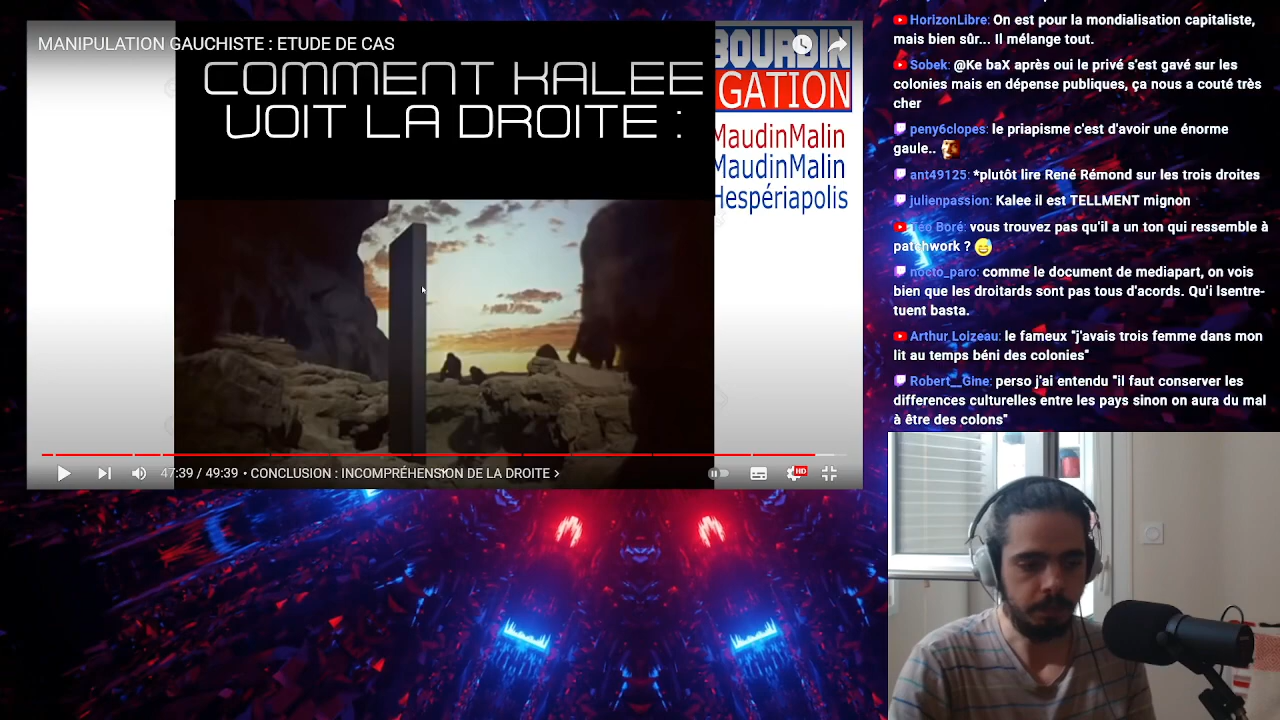 MANIPULATION GAUCHISTE : ETUDE DE CAS
COMMENT KALEE
VOIT LA DROITE :
BOURDIN
GATION
MaudinMalin
MaudinMalin
Hespériapolis
47:39 / 49:39 • CONCLUSION : INCOMPRÉHENSION DE LA DROITE >
HD
HorizonLibre: On est pour la mondialisation capitaliste,
mais bien sûr... Il mélange tout.
Sobek: @Ke baX après oui le privé s'est gavé sur les
colonies mais en dépense publiques, ça nous a couté très
cher
peny6clopes: le priapisme c'est d'avoir une énorme
gaule..
ant49125: *plutôt lire René Rémond sur les trois droites
julienpassion: Kalee il est TELLMENT mignon
Téo Boré: vous trouvez pas qu'il a un ton qui ressemble à
patchwork ?
nocto_paro: comme le document de mediapart, on vois
bien que les droitards sont pas tous d'acords. Qu'i lsentre-
tuent basta.
Arthur Loizeau: le fameux "j'avais trois femme dans mon
lit au temps béni des colonies"
Robert__Gine: perso j'ai entendu "il faut conserver les
differences culturelles entre les pays sinon on aura du mal
à être des colons"